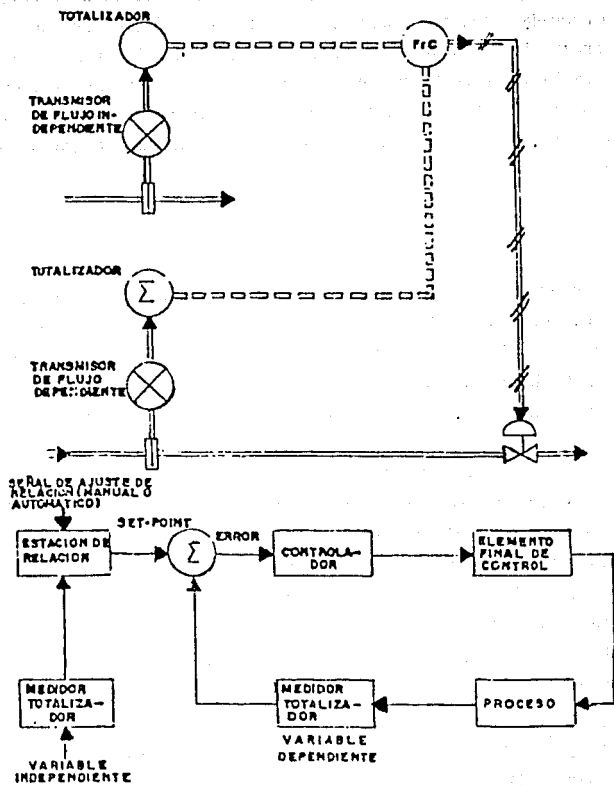 TOTALIZADOR
FrC
TRANSMISOR
DE FLUJO IN-
DEPENDIENTE
TUTALIZADOR
Σ
TRANSMISOR
DE FLUJO
DEPENDIENTE
SEÑAL DE AJUSTE DE
RELACION (MANUAL O
AUTOMATICO)
SET-POINT
ERROR
ESTACION DE
RELACION
Σ
CONTROLA-
DOR
ELEMENTO
FINAL DE
CONTROL
MEDIDOR
TOTALIZA-
DOR
MEDIDOR
TOTALIZA-
DOR
PROCESO
VARIABLE
INDEPENDIENTE
VARIABLE
DEPENDIENTE